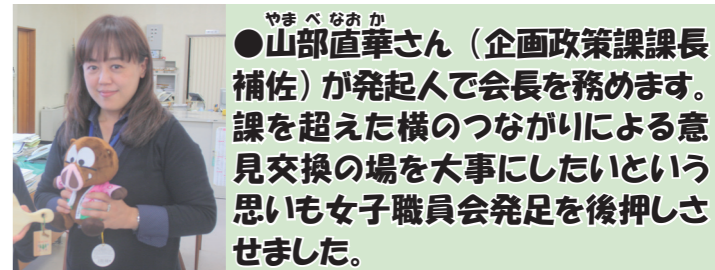 やまべなおか
●山部直華さん（企画政策課課長
補佐）が発起人で会長を務めます。
課を超えた横のつながりによる意
見交換の場を大事にしたいという
思いも女子職員会発足を後押しさ
せました。